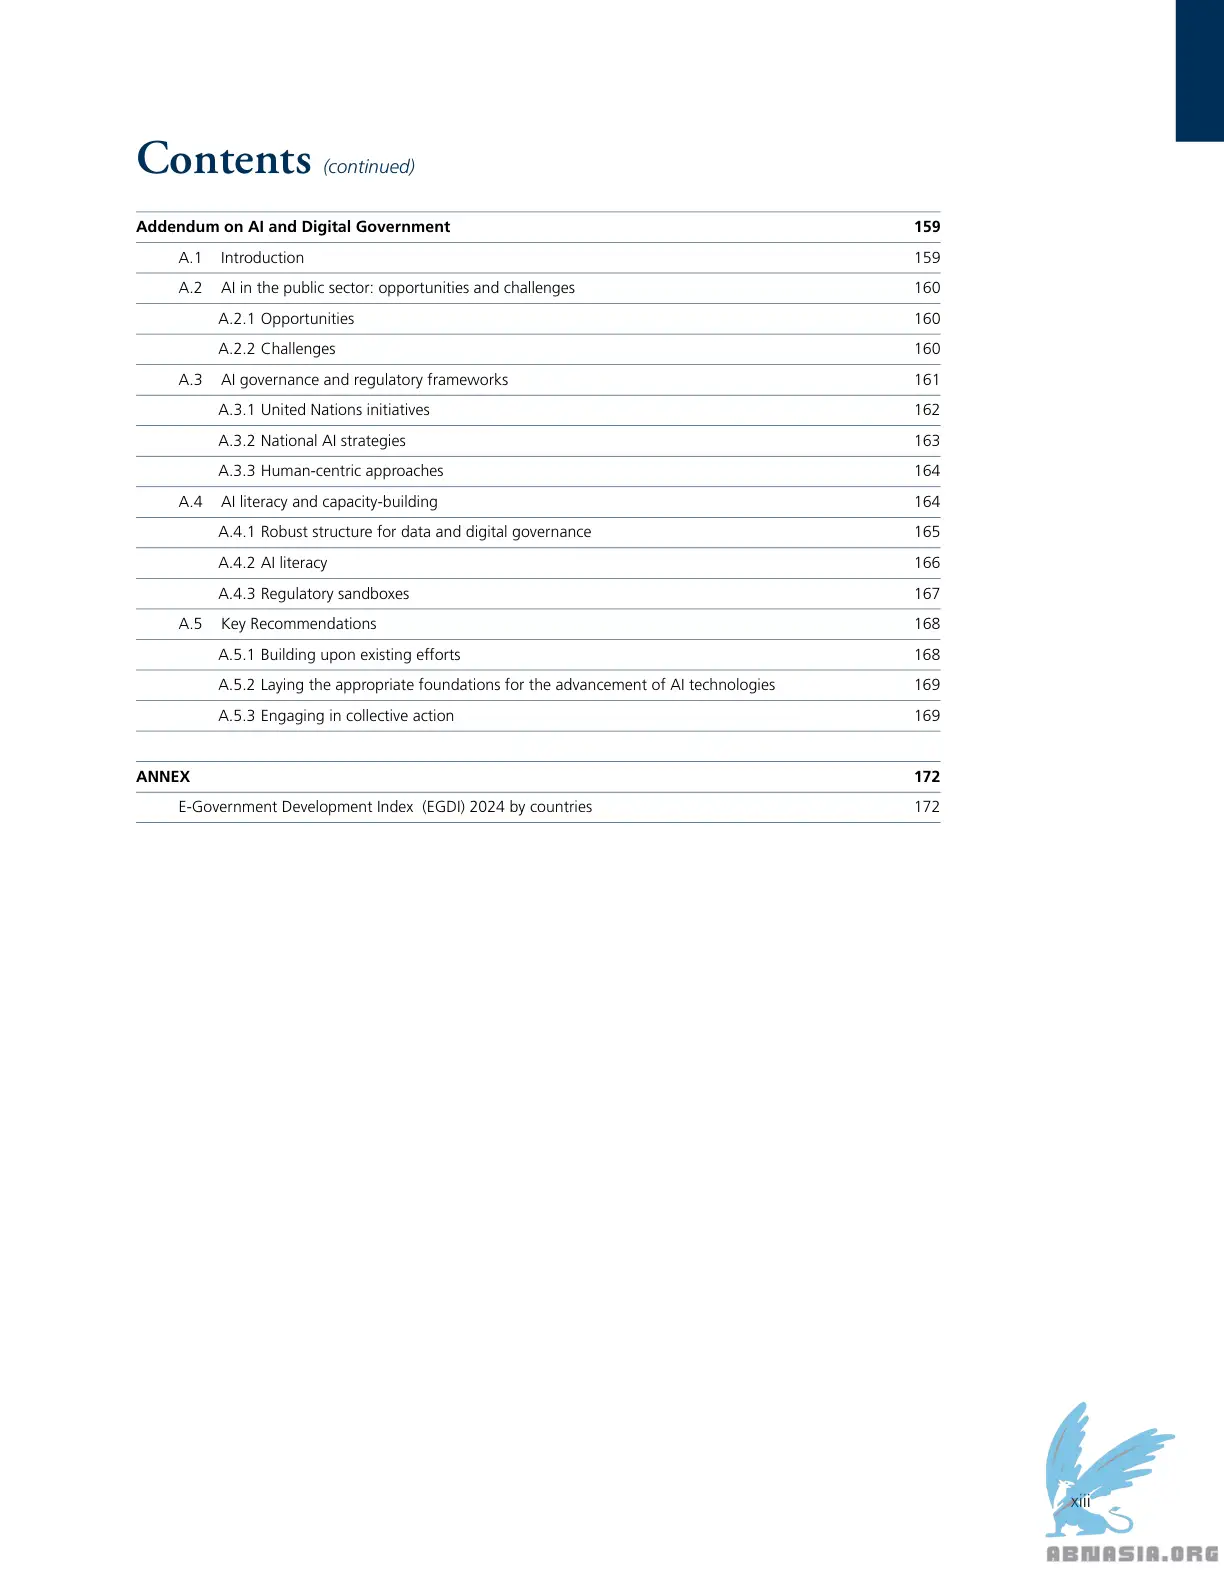 Contents (continued)
Addendum on AI and Digital Government 159
A.1 Introduction 159
A.2 AI in the public sector: opportunities and challenges 160
A.2.1 Opportunities 160
A.2.2 Challenges 160
A.3 AI governance and regulatory frameworks 161
A.3.1 United Nations initiatives 162
A.3.2 National AI strategies 163
A.3.3 Human-centric approaches 164
A.4 AI literacy and capacity-building 164
A.4.1 Robust structure for data and digital governance 165
A.4.2 AI literacy 166
A.4.3 Regulatory sandboxes 167
A.5 Key Recommendations 168
A.5.1 Building upon existing efforts 168
A.5.2 Laying the appropriate foundations for the advancement of AI technologies 169
A.5.3 Engaging in collective action 169
ANNEX 172
E-Government Development Index (EGDI) 2024 by countries 172
xiii
ABNASIA.ORG